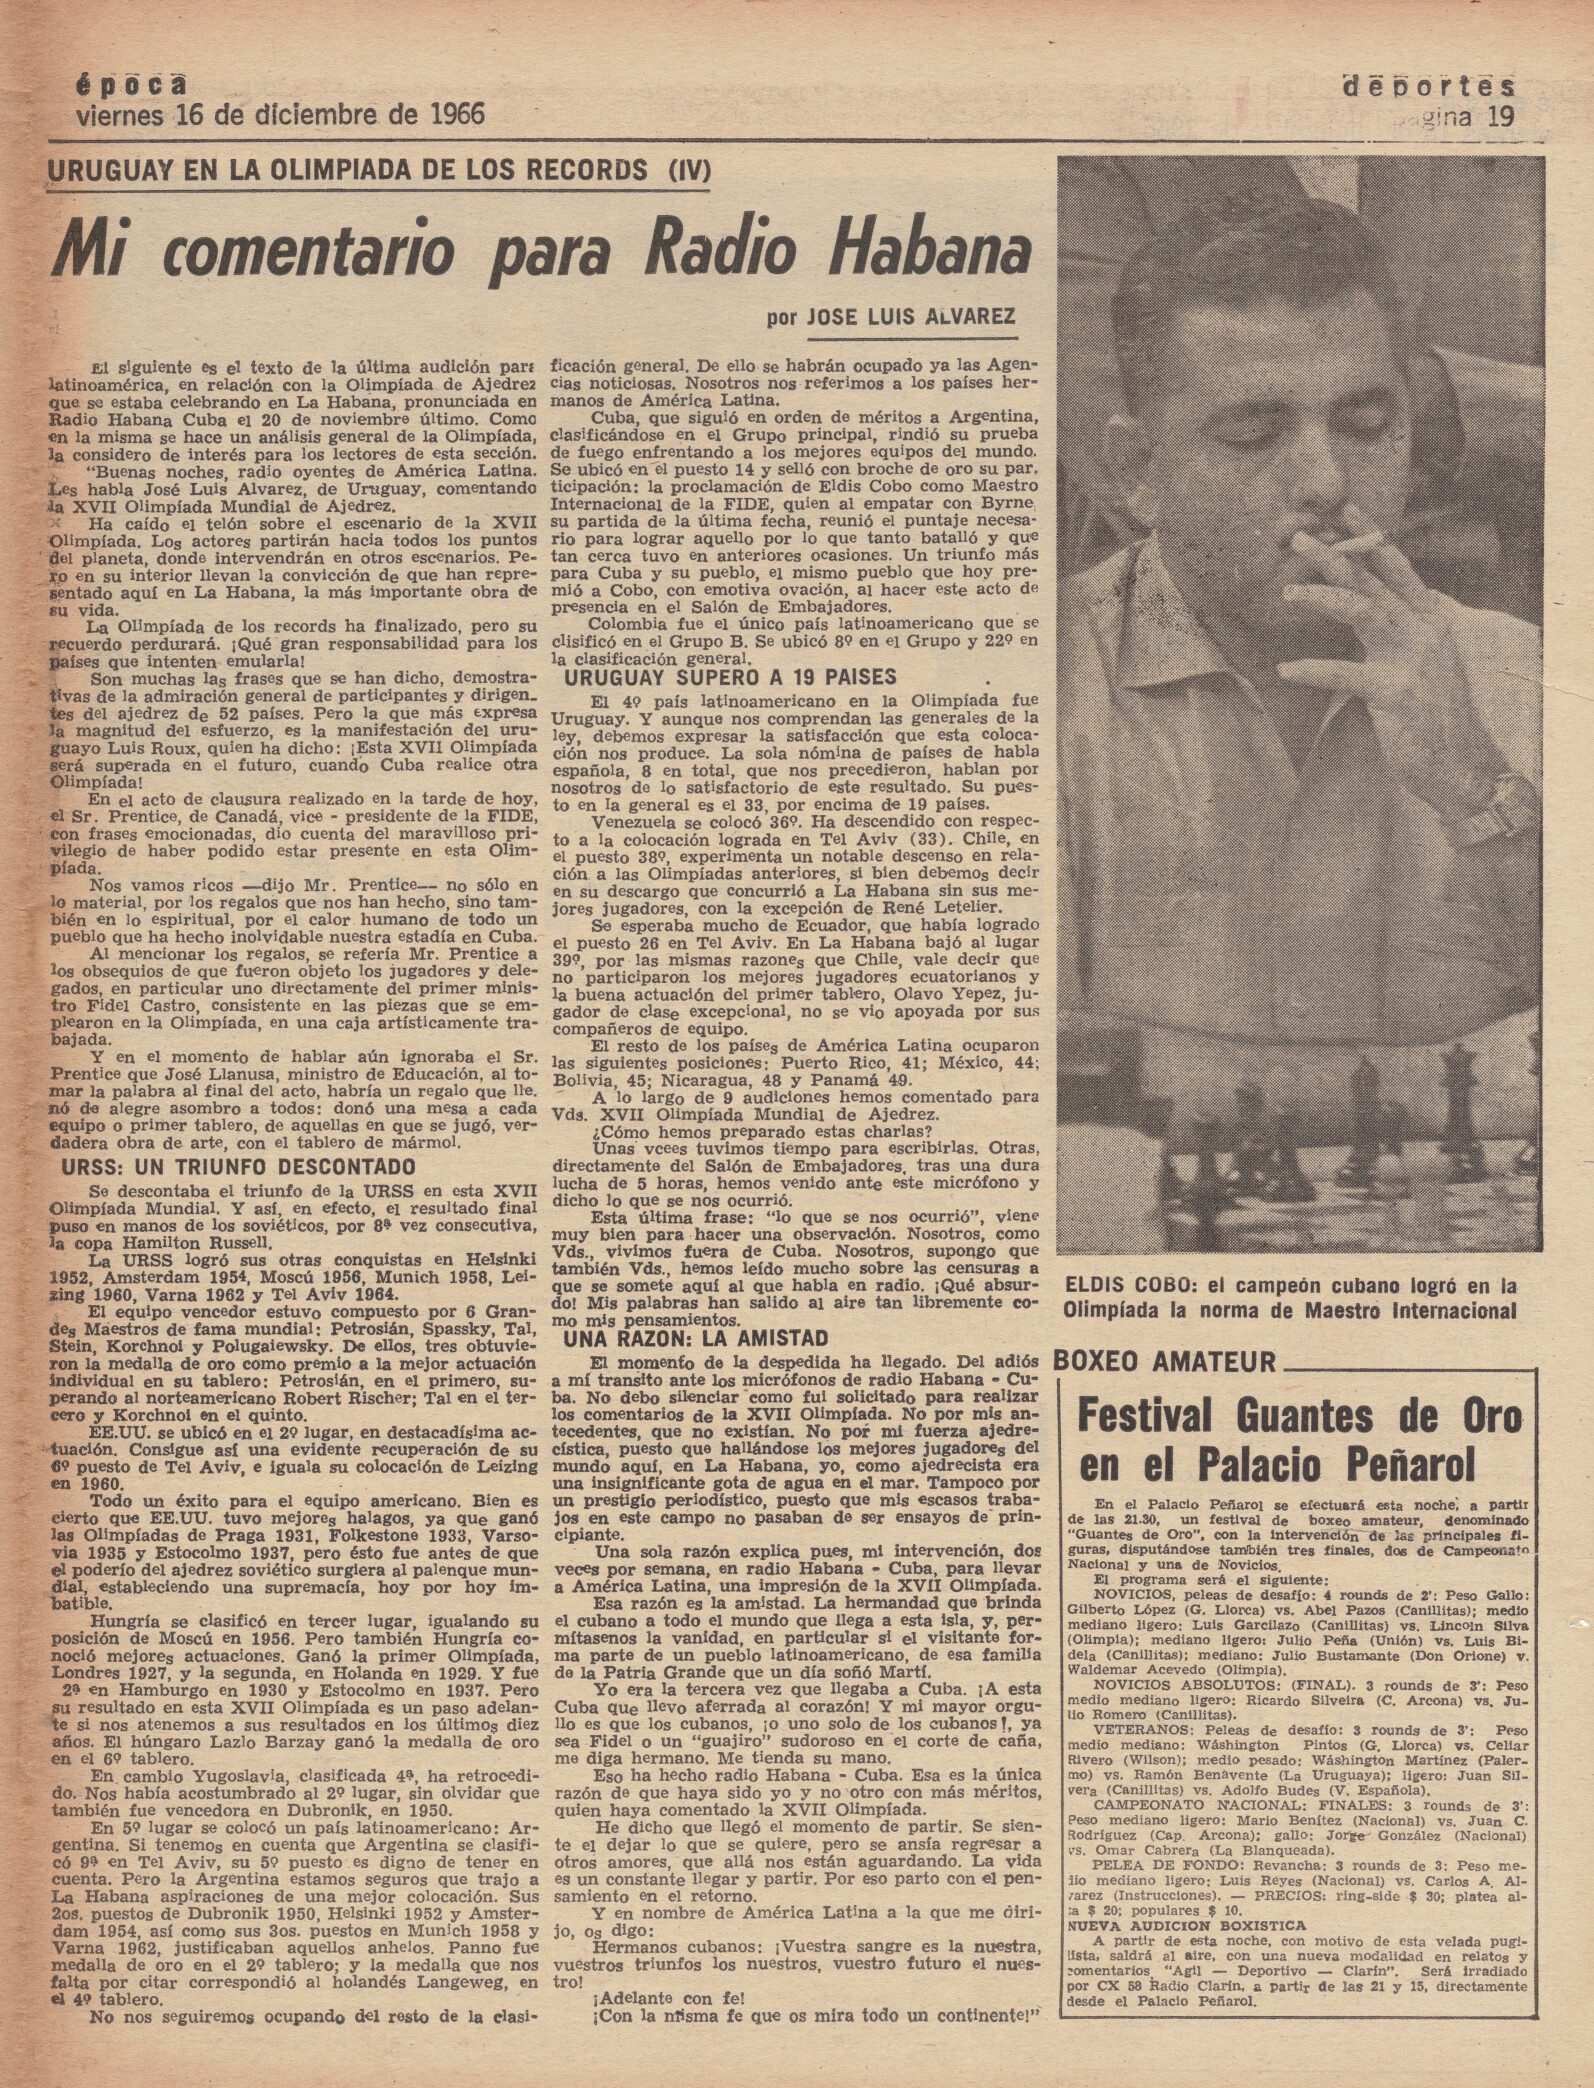 época
viernes 16 de diciembre de 1966
deportes
pagina 19
URUGUAY EN LA OLIMPIADA DE LOS RECORDS (IV)
Mi comentario para Radio Habana
por JOSE LUIS ALVAREZ
El siguiente es el texto de la última audición para
latinoamérica, en relación con la Olimpíada de Ajedrez
que se estaba celebrando en La Habana, pronunciada en
Radio Habana Cuba el 20 de noviembre último. Como
en la misma se hace un análisis general de la Olimpíada,
la considero de interés para los lectores de esta sección.
"Buenas noches, radio oyentes de América Latina.
Les habla José Luis Alvarez, de Uruguay, comentando
la XVII Olimpíada Mundial de Ajedrez.
Ha caído el telón sobre el escenario de la XVII
Olimpíada. Los actores partirán hacia todos los puntos
del planeta, donde intervendrán en otros escenarios. Pe-
ro en su interior llevan la convicción de que han repre-
sentado aquí en La Habana, la más importante obra de
su vida.
La Olimpíada de los records ha finalizado, pero su
recuerdo perdurará. ¡Qué gran responsabilidad para los
países que intenten emularla!
Son muchas las frases que se han dicho, demostra-
tivas de la admiración general de participantes y dirigen_
tes del ajedrez de 52 países. Pero la que más expresa
la magnitud del esfuerzo, es la manifestación del uru-
guayo Luis Roux, quien ha dicho: ¡Esta XVII Olimpíada
será superada en el futuro, cuando Cuba realice otra
Olimpíada!
En el acto de clausura realizado en la tarde de hoy,
el Sr. Prentice, de Canadá, vice - presidente de la FIDE,
con frases emocionadas, dio cuenta del maravilloso pri-
vilegio de haber podido estar presente en esta Olim-
píada.
Nos vamos ricos —dijo Mr. Prentice— no sólo en
lo material, por los regalos que nos han hecho, sino tam-
bién en lo espiritual, por el calor humano de todo un
pueblo que ha hecho inolvidable nuestra estadía en Cuba.
Al mencionar los regalos, se refería Mr. Prentice a
los obsequios de que fueron objeto los jugadores y dele-
gados, en particular uno directamente del primer minis-
tro Fidel Castro, consistente en las piezas que se em-
plearon en la Olimpíada, en una caja artísticamente tra-
bajada.
Y en el momento de hablar aún ignoraba el Sr.
Prentice que José Llanusa, ministro de Educación, al to-
mar la palabra al final del acto, habría un regalo que lle.
nó de alegre asombro a todos: donó una mesa a cada
equipo o primer tablero, de aquellas en que se jugó, ver-
dadera obra de arte, con el tablero de mármol.
URSS: UN TRIUNFO DESCONTADO
Se descontaba el triunfo de la URSS en esta XVII
Olimpíada Mundial. Y así, en efecto, el resultado final
puso en manos de los soviéticos, por 8ª vez consecutiva,
la copa Hamilton Russell.
La URSS logró sus otras conquistas en Helsinki
1952, Amsterdam 1954, Moscú 1956, Munich 1958, Lei-
zing 1960, Varna 1962 y Tel Aviv 1964.
El equipo vencedor estuvo compuesto por 6 Gran-
des Maestros de fama mundial: Petrosián, Spassky, Tal,
Stein, Korchnoi y Polugaiewsky. De ellos, tres obtuvie-
ron la medalla de oro como premio a la mejor actuación
individual en su tablero: Petrosián, en el primero, su-
perando al norteamericano Robert Rischer; Tal en el ter-
cero y Korchnoi en el quinto.
EE.UU. se ubicó en el 2º lugar, en destacadísima ac-
tuación. Consigue así una evidente recuperación de su
6º puesto de Tel Aviv, e iguala su colocación de Leizing
en 1960.
Todo un éxito para el equipo americano. Bien es
cierto que EE.UU. tuvo mejores halagos, ya que ganó
las Olimpíadas de Praga 1931, Folkestone 1933, Varso-
via 1935 y Estocolmo 1937, pero ésto fue antes de que
el poderío del ajedrez soviético surgiera al palenque mun-
dial, estableciendo una supremacía, hoy por hoy im-
batible.
Hungría se clasificó en tercer lugar, igualando su
posición de Moscú en 1956. Pero también Hungría co-
noció mejores actuaciones. Ganó la primer Olimpíada,
Londres 1927, y la segunda, en Holanda en 1929. Y fue
2ª en Hamburgo en 1930 y Estocolmo en 1937. Pero
su resultado en esta XVII Olimpíada es un paso adelan-
te si nos atenemos a sus resultados en los últimos diez
años. El húngaro Lazlo Barzay ganó la medalla de oro
en el 6º tablero.
En cambio Yugoslavia, clasificada 4ª, ha retrocedi-
do. Nos había acostumbrado al 2º lugar, sin olvidar que
también fue vencedora en Dubronik, en 1950.
En 5º lugar se colocó un país latinoamericano: Ar-
gentina. Si tenemos en cuenta que Argentina se clasifi-
có 9ª en Tel Aviv, su 5º puesto es digno de tener en
cuenta. Pero la Argentina estamos seguros que trajo a
La Habana aspiraciones de una mejor colocación. Sus
2os. puestos de Dubronik 1950, Helsinki 1952 y Amster-
dam 1954, así como sus 3os. puestos en Munich 1958 y
Varna 1962, justificaban aquellos anhelos. Panno fue
medalla de oro en el 2º tablero; y la medalla que nos
falta por citar correspondió al holandés Langeweg, en
el 4º tablero.
No nos seguiremos ocupando del resto de la clasi-
ficación general. De ello se habrán ocupado ya las Agen-
cias noticiosas. Nosotros nos referimos a los países her-
manos de América Latina.
Cuba, que siguió en orden de méritos a Argentina,
clasificándose en el Grupo principal, rindió su prueba
de fuego enfrentando a los mejores equipos del mundo.
Se ubicó en el puesto 14 y selló con broche de oro su par.
ticipación: la proclamación de Eldis Cobo como Maestro
Internacional de la FIDE, quien al empatar con Byrne
su partida de la última fecha, reunió el puntaje necesa-
rio para lograr aquello por lo que tanto batalló y que
tan cerca tuvo en anteriores ocasiones. Un triunfo más
para Cuba y su pueblo, el mismo pueblo que hoy pre-
mió a Cobo, con emotiva ovación, al hacer este acto de
presencia en el Salón de Embajadores.
Colombia fue el único país latinoamericano que se
clisificó en el Grupo B. Se ubicó 8º en el Grupo y 22º en
la clasificación general.
URUGUAY SUPERO A 19 PAISES
El 4º país latinoamericano en la Olimpíada fue
Uruguay. Y aunque nos comprendan las generales de la
ley, debemos expresar la satisfacción que esta coloca-
ción nos produce. La sola nómina de países de habla
española, 8 en total, que nos precedieron, hablan por
nosotros de lo satisfactorio de este resultado. Su pues-
to en la general es el 33, por encima de 19 países.
Venezuela se colocó 36º. Ha descendido con respec-
to a la colocación lograda en Tel Aviv (33). Chile, en
el puesto 38º, experimenta un notable descenso en rela-
ción a las Olimpíadas anteriores, si bien debemos decir
en su descargo que concurrió a La Habana sin sus me-
jores jugadores, con la excepción de René Letelier.
Se esperaba mucho de Ecuador, que había logrado
el puesto 26 en Tel Aviv. En La Habana bajó al lugar
39º, por las mismas razones que Chile, vale decir que
no participaron los mejores jugadores ecuatorianos y
la buena actuación del primer tablero, Olavo Yepez, ju-
gador de clase excepcional, no se vio apoyada por sus
compañeros de equipo.
El resto de los países de América Latina ocuparon
las siguientes posiciones: Puerto Rico, 41; México, 44;
Bolivia, 45; Nicaragua, 48 y Panamá 49.
A lo largo de 9 audiciones hemos comentado para
Vds. XVII Olimpíada Mundial de Ajedrez.
¿Cómo hemos preparado estas charlas?
Unas vcees tuvimos tiempo para escribirlas. Otras,
directamente del Salón de Embajadores, tras una dura
lucha de 5 horas, hemos venido ante este micrófono y
dicho lo que se nos ocurrió.
Esta última frase: "lo que se nos ocurrió", viene
muy bien para hacer una observación. Nosotros, como
Vds., vivimos fuera de Cuba. Nosotros, supongo que
también Vds., hemos leído mucho sobre las censuras a
que se somete aquí al que habla en radio. ¡Qué absur-
do! Mis palabras han salido al aire tan libremente co-
mo mis pensamientos.
UNA RAZON: LA AMISTAD
El momento de la despedida ha llegado. Del adiós
a mí transito ante los micrófonos de radio Habana - Cu-
ba. No debo silenciar como fui solicitado para realizar
los comentarios de la XVII Olimpíada. No por mis an-
tecedentes, que no existían. No por mi fuerza ajedre-
cística, puesto que hallándose los mejores jugadores del
mundo aquí, en La Habana, yo, como ajedrecista era
una insignificante gota de agua en el mar. Tampoco por
un prestigio periodístico, puesto que mis escasos traba-
jos en este campo no pasaban de ser ensayos de prin-
cipiante.
Una sola razón explica pues, mi intervención, dos
veces por semana, en radio Habana - Cuba, para llevar
a América Latina, una impresión de la XVII Olimpíada.
Esa razón es la amistad. La hermandad que brinda
el cubano a todo el mundo que llega a esta isla, y, per-
mítasenos la vanidad, en particular si el visitante for-
ma parte de un pueblo latinoamericano, de esa familia
de la Patria Grande que un día soñó Martí.
Yo era la tercera vez que llegaba a Cuba. ¡A esta
Cuba que llevo aferrada al corazón! Y mi mayor orgu-
llo es que los cubanos, ¡o uno solo de los cubanos!, ya
sea Fidel o un "guajiro" sudoroso en el corte de caña,
me diga hermano. Me tienda su mano.
Eso ha hecho radio Habana - Cuba. Esa es la única
razón de que haya sido yo y no otro con más méritos,
quien haya comentado la XVII Olimpíada.
He dicho que llegó el momento de partir. Se sien-
te el dejar lo que se quiere, pero se ansía regresar a
otros amores, que allá nos están aguardando. La vida
es un constante llegar y partir. Por eso parto con el pen-
samiento en el retorno.
Y en nombre de América Latina a la que me diri-
jo, os digo:
Hermanos cubanos: ¡Vuestra sangre es la nuestra,
vuestros triunfos los nuestros, vuestro futuro el nues-
tro!
¡Adelante con fe!
¡Con la misma fe que os mira todo un continente!"
ELDIS COBO: el campeón cubano logró en la
Olimpíada la norma de Maestro Internacional
BOXEO AMATEUR
Festival Guantes de Oro
en el Palacio Peñarol
En el Palacio Peñarol se efectuará esta noche, a partir
de las 21.30, un festival de boxeo amateur, denominado
"Guantes de Oro", con la intervención de las principales fi-
guras, disputándose también tres finales, dos de Campeonato
Nacional y una de Novicios.
El programa será el siguiente:
NOVICIOS, peleas de desafío: 4 rounds de 2': Peso Gallo:
Gilberto López (G. Llorca) vs. Abel Pazos (Canillitas); medio
mediano ligero: Luis Garcilazo (Canillitas) vs. Lincoln Silva
(Olimpia); mediano ligero: Julio Peña (Unión) vs. Luis Bi-
dela (Canillitas); mediano: Julio Bustamante (Don Orione) v.
Waldemar Acevedo (Olimpia).
NOVICIOS ABSOLUTOS: (FINAL). 3 rounds de 3': Peso
medio mediano ligero: Ricardo Silveira (C. Arcona) vs. Ju-
lio Romero (Canillitas).
VETERANOS: Peleas de desafío: 3 rounds de 3': Peso
medio mediano: Wáshington Pintos (G. Llorca) vs. Celiar
Rivero (Wilson); medio pesado: Wáshington Martínez (Paler-
mo) vs. Ramón Benavente (La Uruguaya); ligero: Juan Sil-
vera (Canillitas) vs. Adolfo Budes (V. Española).
CAMPEONATO NACIONAL: FINALES: 3 rounds de 3':
Peso mediano ligero: Mario Benítez (Nacional) vs. Juan C.
Rodríguez (Cap. Arcona); gallo: Jorge González (Nacional)
vs. Omar Cabrera (La Blanqueada).
PELEA DE FONDO: Revancha: 3 rounds de 3: Peso me-
dio mediano ligero: Luis Reyes (Nacional) vs. Carlos A. Al-
varez (Instrucciones). — PRECIOS: ring-side $ 30; platea al-
ta $ 20; populares $ 10.
NUEVA AUDICION BOXISTICA
A partir de esta noche, con motivo de esta velada pugi-
lista, saldrá al aire, con una nueva modalidad en relatos y
comentarios "Agil — Deportivo — Clarín". Será irradiado
por CX 58 Radio Clarín, a partir de las 21 y 15, directamente
desde el Palacio Peñarol.